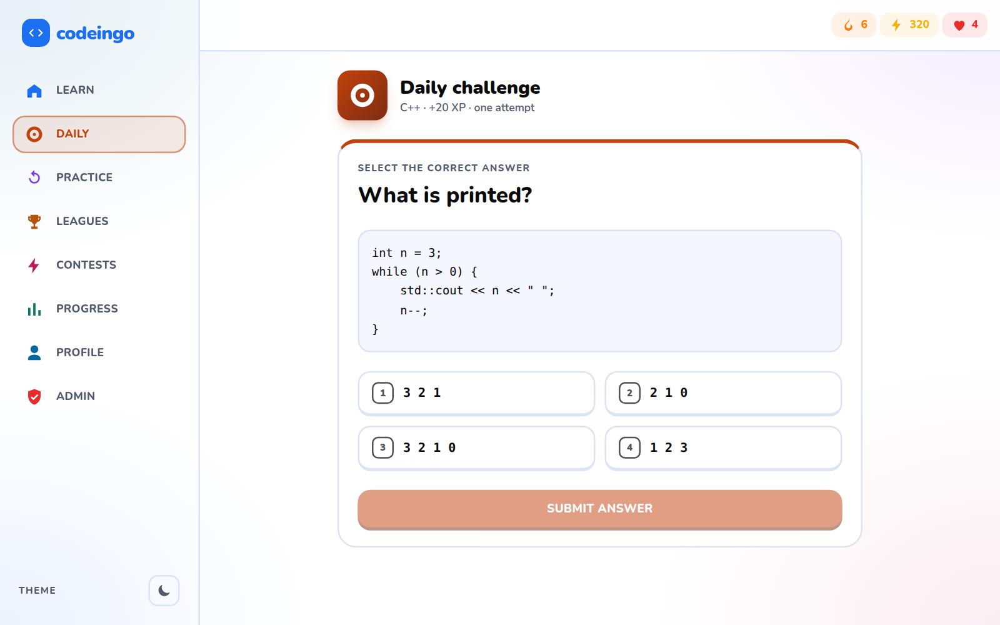 codeingo
6
320
4
LEARN
DAILY
PRACTICE
LEAGUES
CONTESTS
PROGRESS
PROFILE
ADMIN
THEME
Daily challenge
C++ · +20 XP · one attempt
SELECT THE CORRECT ANSWER
What is printed?
int n = 3;
while (n > 0) {
    std::cout << n << " ";
    n--;
}
1 3 2 1
2 2 1 0
3 3 2 1 0
4 1 2 3
SUBMIT ANSWER